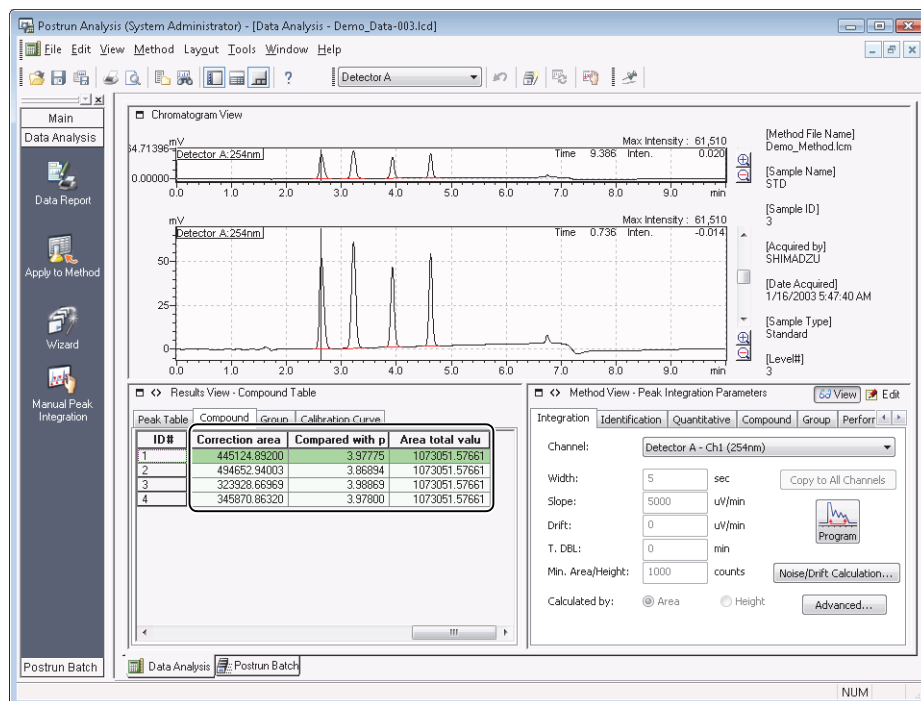 Postrun Analysis (System Administrator) - [Data Analysis - Demo_Data-003.lcd]
File Edit View Method Layout Tools Window Help
Detector A
Main
Data Analysis
Data Report
Apply to Method
Wizard
Manual Peak
Integration
Postrun Batch
Chromatogram View
mV
Max Intensity : 61,510
Detector A:254nm
Time 9.386 Inten. 0.020
64.71396
0.00000
0.0 1.0 2.0 3.0 4.0 5.0 6.0 7.0 8.0 9.0 min
mV
Max Intensity : 61,510
Detector A:254nm
Time 0.736 Inten. -0.014
50
25
0
0.0 1.0 2.0 3.0 4.0 5.0 6.0 7.0 8.0 9.0 min
[Method File Name]
Demo_Method.lcm
[Sample Name]
STD
[Sample ID]
3
[Acquired by]
SHIMADZU
[Date Acquired]
1/16/2003 5:47:40 AM
[Sample Type]
Standard
[Level#]
3
Results View - Compound Table
Peak Table Compound Group Calibration Curve
ID# Correction area Compared with p Area total valu
1 445124.89200 3.97775 1073051.57661
2 494652.94003 3.86894 1073051.57661
3 323928.66969 3.98869 1073051.57661
4 345870.86320 3.97800 1073051.57661
Method View - Peak Integration Parameters View Edit
Integration Identification Quantitative Compound Group Perforr
Channel: Detector A - Ch1 (254nm)
Width: 5 sec Copy to All Channels
Slope: 5000 uV/min
Drift: 0 uV/min
Program
T. DBL: 0 min
Min. Area/Height: 1000 counts Noise/Drift Calculation...
Calculated by: Area Height Advanced...
Data Analysis Postrun Batch
NUM